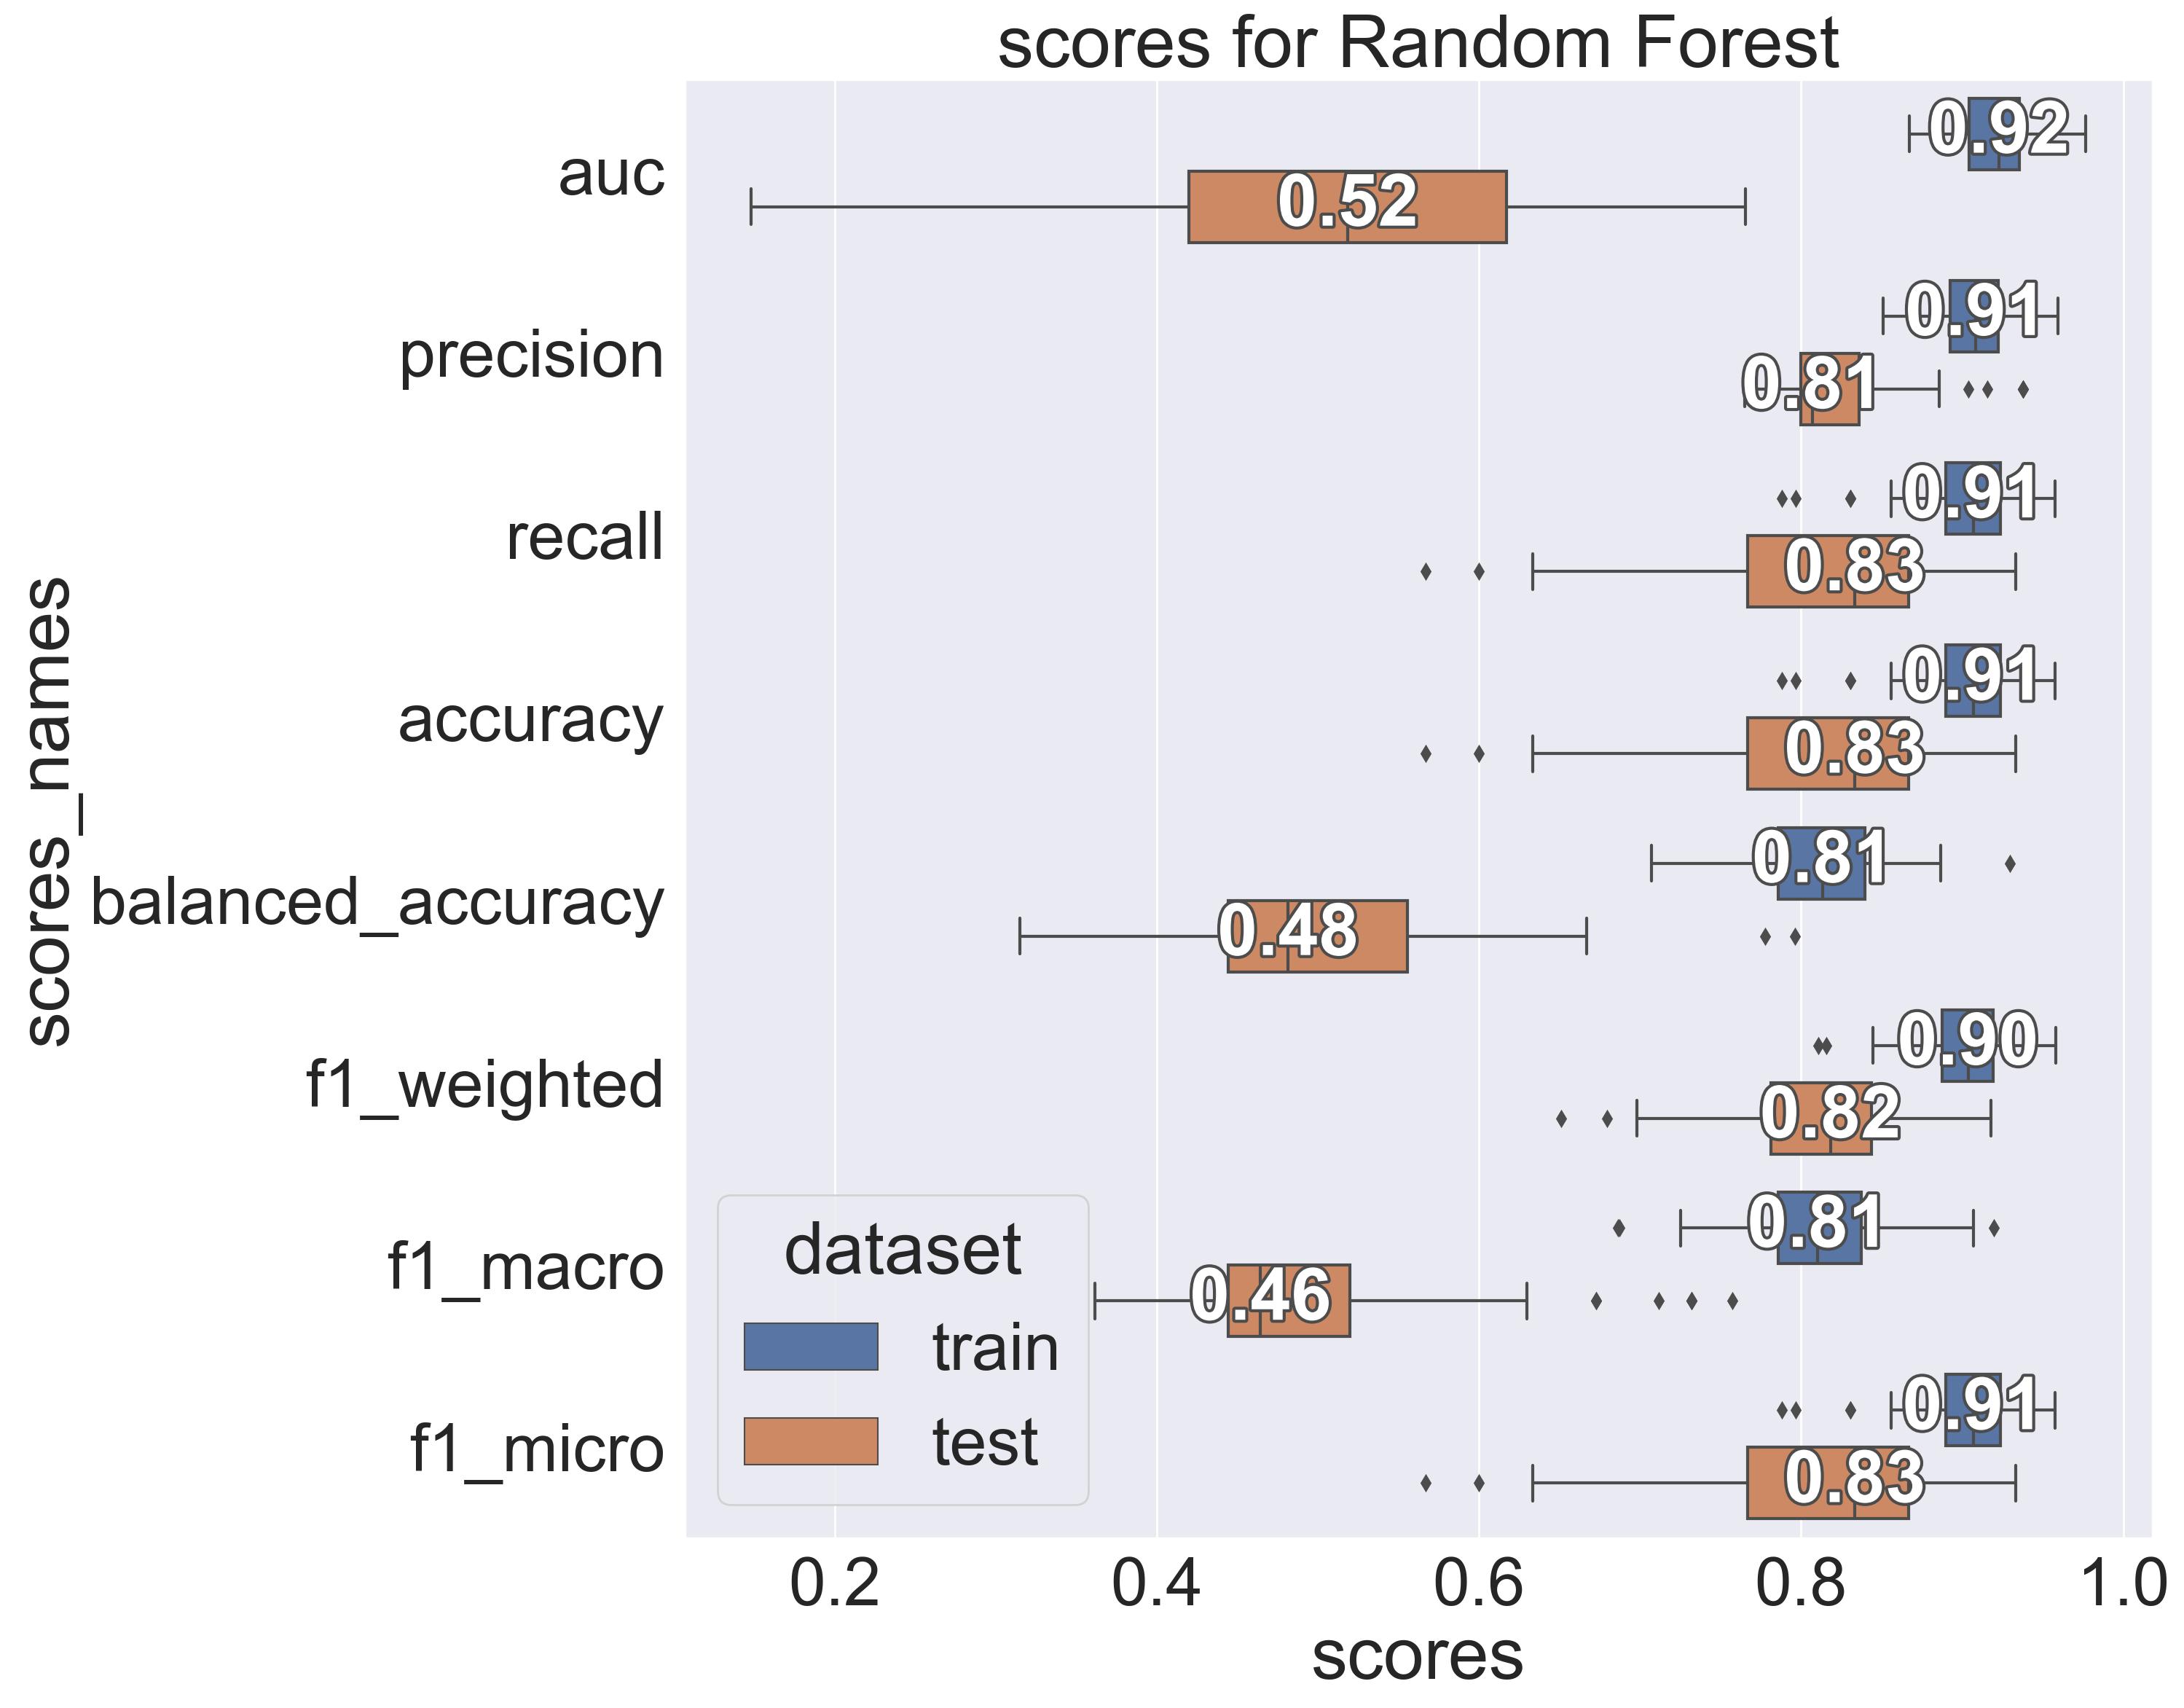 scores for Random Forest
scores_names
auc
precision
recall
accuracy
balanced_accuracy
f1_weighted
f1_macro
f1_micro
0.92
0.52
0.91
0.81
0.91
0.83
0.91
0.83
0.81
0.48
0.90
0.82
0.81
0.46
0.91
0.83
dataset
train
test
0.2 0.4 0.6 0.8 1.0
scores